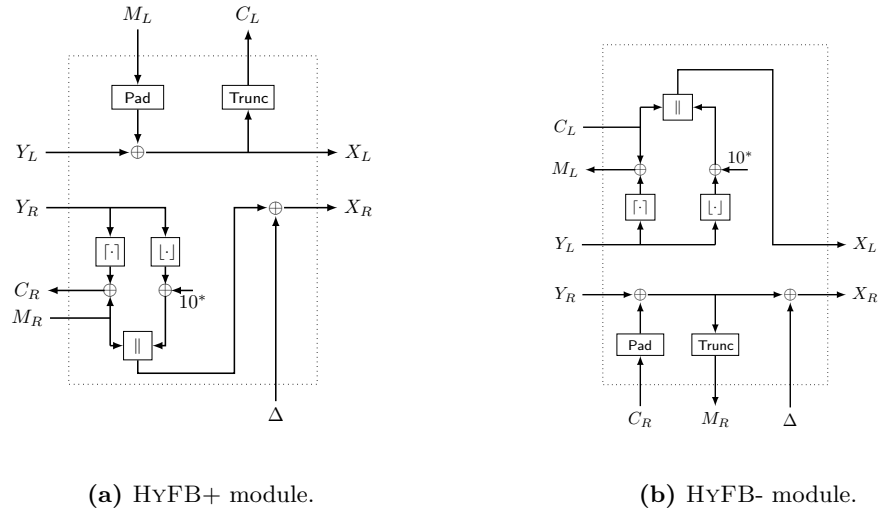 M_L C_L
Pad Trunc
Y_L ⊕ X_L
Y_R ⊕ X_R
⌈·⌉ ⌊·⌋
C_R ⊕ ⊕ 10*
M_R
||
Δ
(a) HYFB+ module.
||
C_L
M_L ⊕ ⊕ 10*
⌈·⌉ ⌊·⌋
Y_L X_L
Y_R ⊕ ⊕ X_R
Pad Trunc
C_R M_R Δ
(b) HYFB- module.